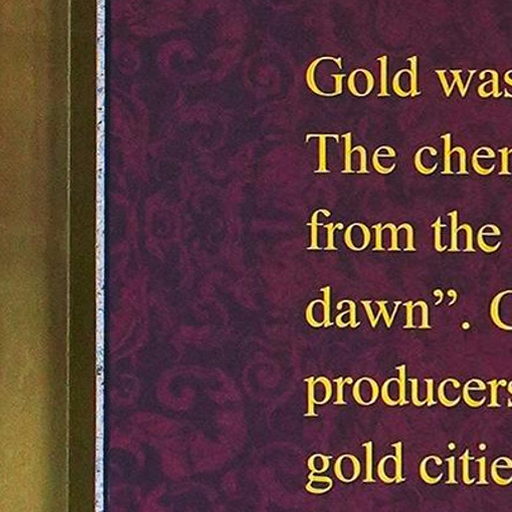 Gold was
The chem
from the
dawn”. G
producers
gold citie